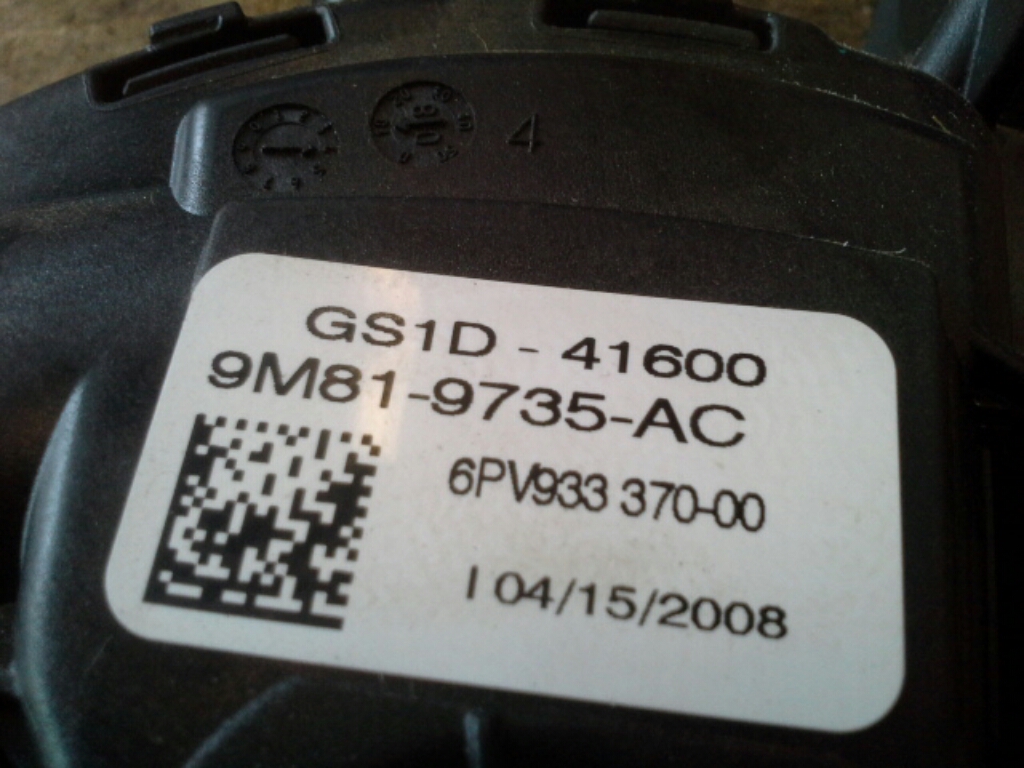 4
GS1D - 41600
9M81-9735-AC
6PV933 370-00
I 04/15/2008